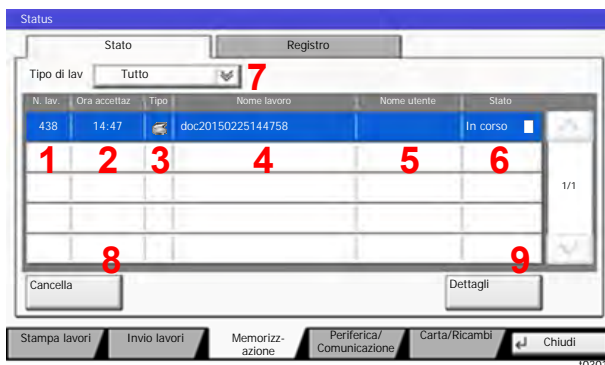 Status
Stato Registro
Tipo di lav Tutto 7
N. lav. Ora accettaz Tipo Nome lavoro Nome utente Stato
438 14:47 doc20150225144758 In corso
1 2 3 4 5 6
1/1
8 9
Cancella Dettagli
Stampa lavori Invio lavori Memorizz-
azione Periferica/
Comunicazione Carta/Ricambi Chiudi